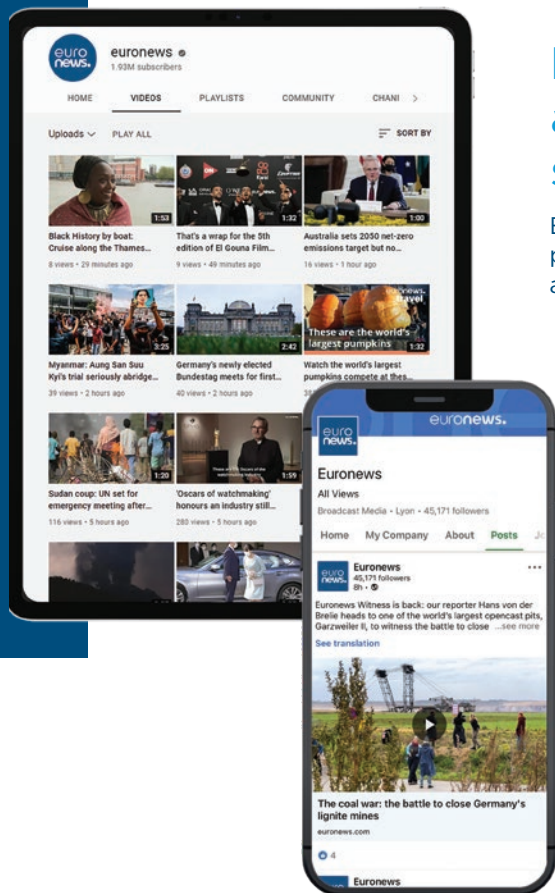 euro
news.
euronews
1.93M subscribers
HOME VIDEOS PLAYLISTS COMMUNITY CHANI >
Uploads PLAY ALL SORT BY
1:53
1:32
1:00
Black History by boat:
Cruise along the Thames...
8 views • 29 minutes ago
That's a wrap for the 5th
edition of El Gouna Film...
9 views • 49 minutes ago
Australia sets 2050 net-zero
emissions target but no...
16 views • 1 hour ago
3:25
2:42
euronews.
travel
These are the world's
largest pumpkins
1:32
Myanmar: Aung San Suu
Kyi's trial seriously abridge...
39 views • 2 hours ago
Germany's newly elected
Bundestag meets for first...
40 views • 2 hours ago
Watch the world's largest
pumpkins compete at thes...
1:20
1:59
Sudan coup: UN set for
emergency meeting after...
116 views • 5 hours ago
'Oscars of watchmaking'
honours an industry still...
280 views • 5 hours ago
euronews.
euro
news.
Euronews
All Views
Broadcast Media • Lyon • 45,171 followers
Home My Company About Posts Jo
euro
news.
Euronews
45,171 followers
8h •
Euronews Witness is back: our reporter Hans von der
Brelie heads to one of the world's largest opencast pits,
Garzweiler II, to witness the battle to close ...see more
See translation
The coal war: the battle to close Germany's
lignite mines
euronews.com
4
Euronews